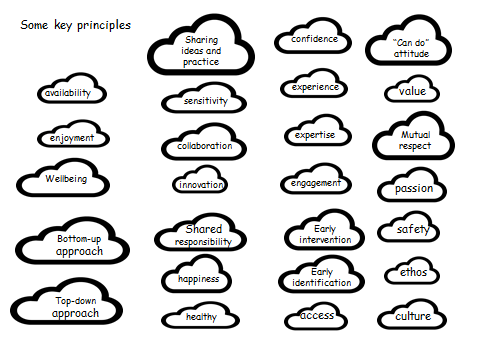 Some key principles
availability
enjoyment
Wellbeing
Bottom-up
approach
Top-down
approach
Sharing
ideas and
practice
sensitivity
collaboration
innovation
Shared
responsibility
happiness
healthy
confidence
experience
expertise
engagement
Early
intervention
Early
identification
access
“Can do”
attitude
value
Mutual
respect
passion
safety
ethos
culture